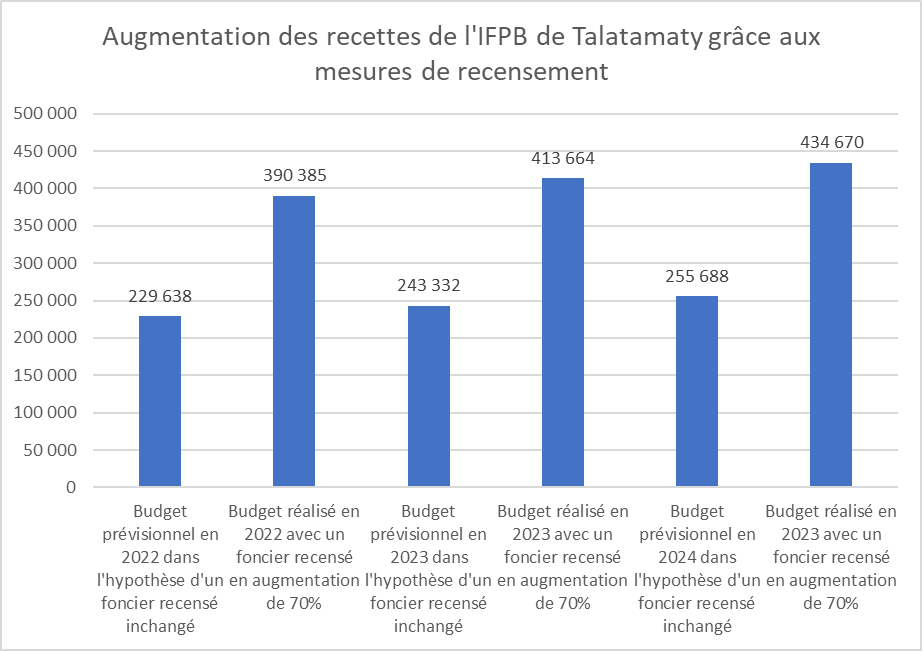 Augmentation des recettes de l'IFPB de Talatamaty grâce aux
mesures de recensement
500 000
450 000
400 000
350 000
300 000
250 000
200 000
150 000
100 000
50 000
0
229 638
390 385
243 332
413 664
255 688
434 670
Budget
prévisionnel en
2022 dans
l'hypothèse d'un
foncier recensé
inchangé
Budget réalisé en
2022 avec un
foncier recensé
en augmentation
de 70%
Budget
prévisionnel en
2023 dans
l'hypothèse d'un
foncier recensé
inchangé
Budget réalisé en
2023 avec un
foncier recensé
en augmentation
de 70%
Budget
prévisionnel en
2024 dans
l'hypothèse d'un
foncier recensé
inchangé
Budget réalisé en
2023 avec un
foncier recensé
en augmentation
de 70%